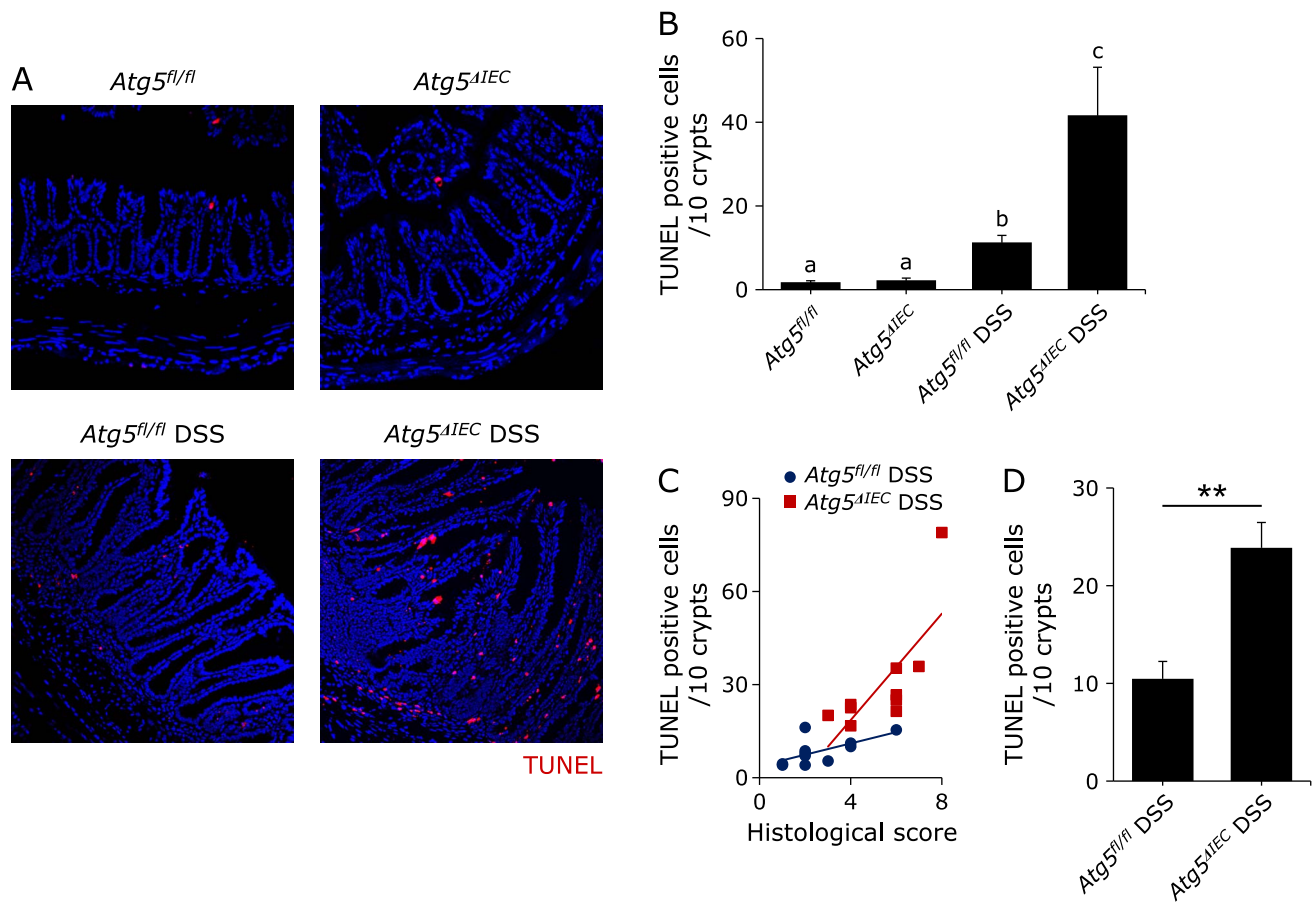 A
Atg5fl/fl
Atg5ΔIEC
Atg5fl/fl DSS
Atg5ΔIEC DSS
TUNEL
B
TUNEL positive cells
/10 crypts
60
40
20
0
a
a
b
c
Atg5fl/fl
Atg5ΔIEC
Atg5fl/fl DSS
Atg5ΔIEC DSS
C
Atg5fl/fl DSS
Atg5ΔIEC DSS
TUNEL positive cells
/10 crypts
90
60
30
0
0
4
8
Histological score
D
TUNEL positive cells
/10 crypts
30
20
10
0
**
Atg5fl/fl DSS
Atg5ΔIEC DSS